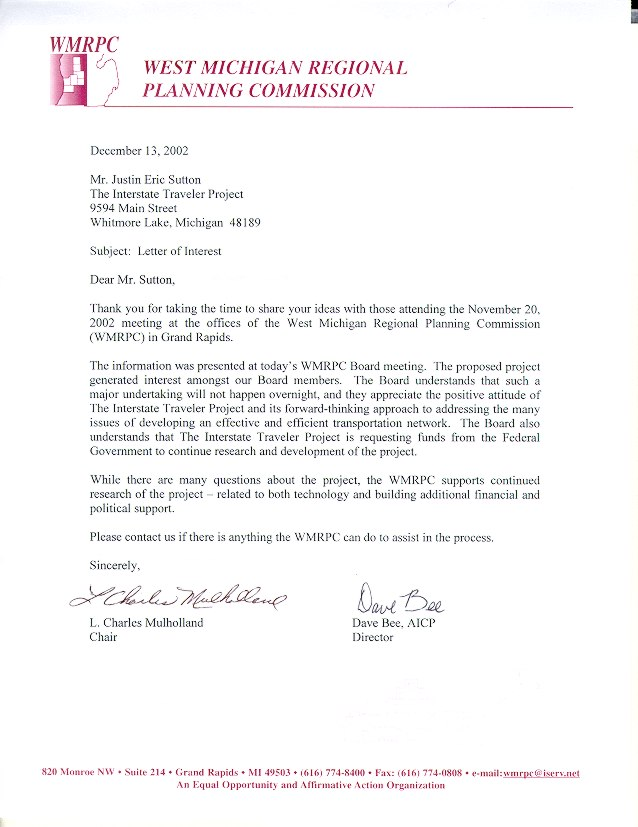 WMRPC
WEST MICHIGAN REGIONAL
PLANNING COMMISSION
December 13, 2002
Mr. Justin Eric Sutton
The Interstate Traveler Project
9594 Main Street
Whitmore Lake, Michigan 48189
Subject: Letter of Interest
Dear Mr. Sutton,
Thank you for taking the time to share your ideas with those attending the November 20,
2002 meeting at the offices of the West Michigan Regional Planning Commission
(WMRPC) in Grand Rapids.
The information was presented at today's WMRPC Board meeting. The proposed project
generated interest amongst our Board members. The Board understands that such a
major undertaking will not happen overnight, and they appreciate the positive attitude of
The Interstate Traveler Project and its forward-thinking approach to addressing the many
issues of developing an effective and efficient transportation network. The Board also
understands that The Interstate Traveler Project is requesting funds from the Federal
Government to continue research and development of the project.
While there are many questions about the project, the WMRPC supports continued
research of the project – related to both technology and building additional financial and
political support.
Please contact us if there is anything the WMRPC can do to assist in the process.
Sincerely,
L Charles Mulholland Dave Bee
L. Charles Mulholland Dave Bee, AICP
Chair Director
820 Monroe NW • Suite 214 • Grand Rapids • MI 49503 • (616) 774-8400 • Fax: (616) 774-0808 • e-mail:wmrpc@iserv.net
An Equal Opportunity and Affirmative Action Organization